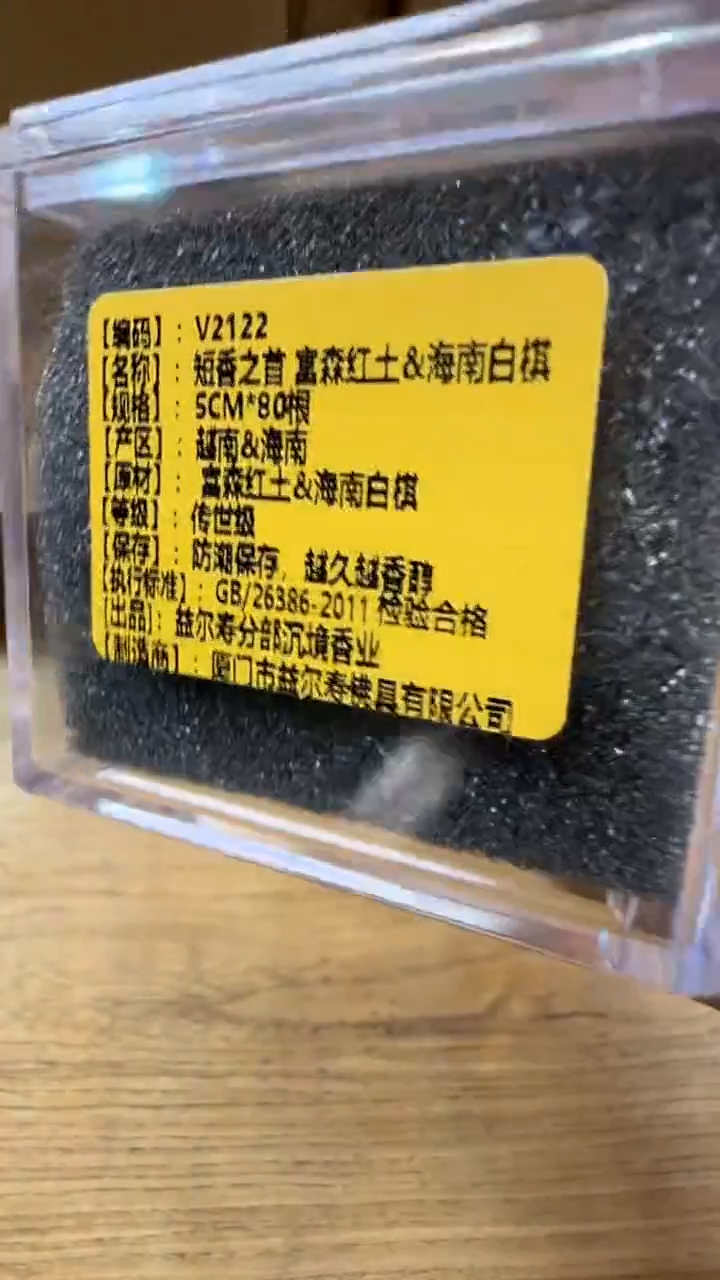 【编码】: V2122
【名称】: 短香之首 富森红土&海南白棋
【规格】: 5CM*80根
【产区】: 越南&海南
【原材】: 富森红土&海南白棋
【等级】: 传世级
【保存】: 防潮保存, 越久越香醇
【执行标准】: GB/26386-2011 检验合格
【出品】: 益尔寿分部沉境香业
【制造商】: 厦门市益尔寿佛具有限公司